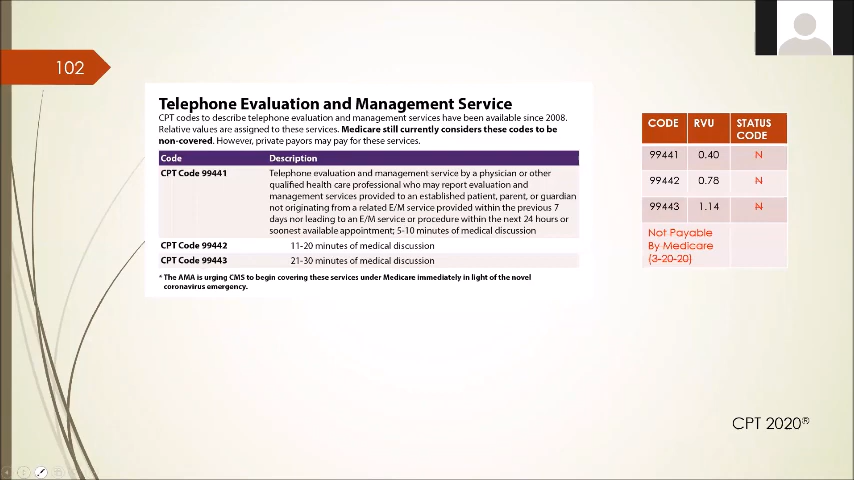 102
Telephone Evaluation and Management Service
CPT codes to describe telephone evaluation and management services have been available since 2008.
Relative values are assigned to these services. Medicare still currently considers these codes to be
non-covered. However, private payors may pay for these services.
Code Description
CPT Code 99441 Telephone evaluation and management service by a physician or other
qualified health care professional who may report evaluation and
management services provided to an established patient, parent, or guardian
not originating from a related E/M service provided within the previous 7
days nor leading to an E/M service or procedure within the next 24 hours or
soonest available appointment; 5-10 minutes of medical discussion
CPT Code 99442 11-20 minutes of medical discussion
CPT Code 99443 21-30 minutes of medical discussion
* The AMA is urging CMS to begin covering these services under Medicare immediately in light of the novel
coronavirus emergency.
CODE RVU STATUS
CODE
99441 0.40 N
99442 0.78 N
99443 1.14 N
Not Payable
By Medicare
(3-20-20)
CPT 2020®